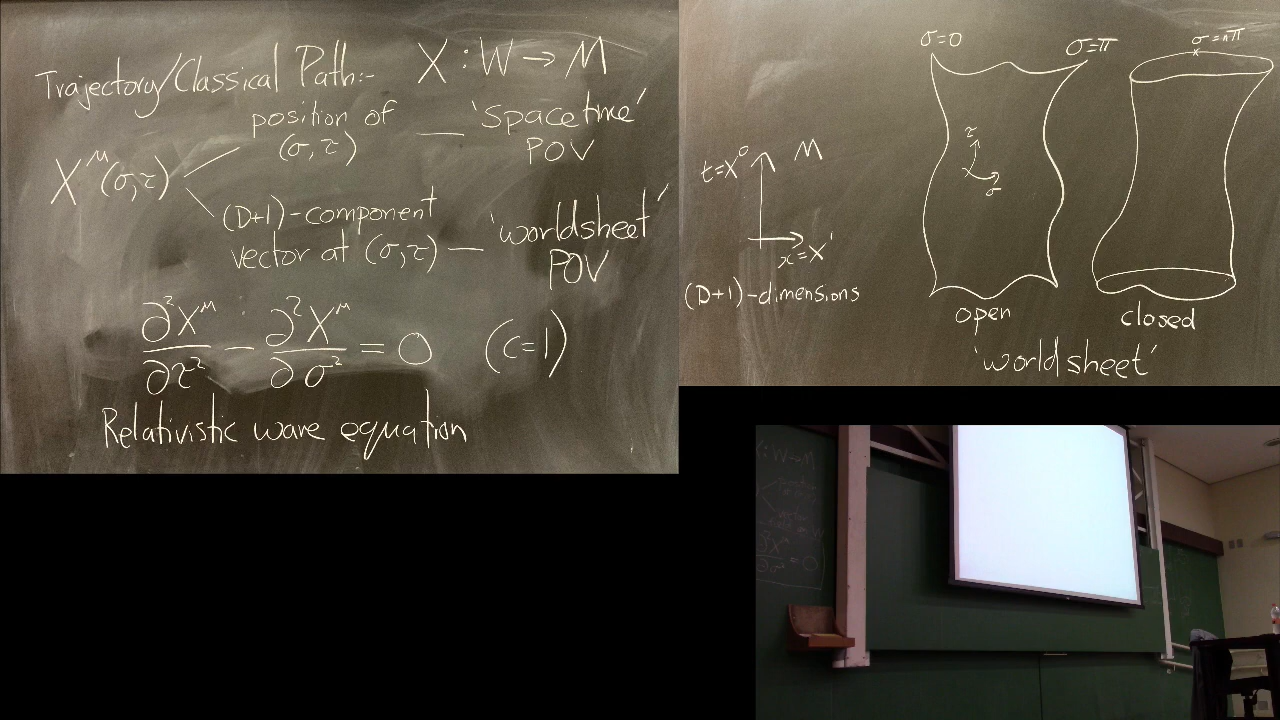 Trajectory/Classical Path:- X : W → M
position of (σ,τ) — 'spacetime' POV
X^μ(σ,τ)
(D+1)-component vector at (σ,τ) — 'worldsheet' POV
∂²X^μ/∂τ² - ∂²X^μ/∂σ² = 0 (c=1)
Relativistic wave equation
σ=0
σ=π
σ=nπ
τ
σ
t=X⁰
M
x=X¹
(D+1)-dimensions
open
closed
'worldsheet'